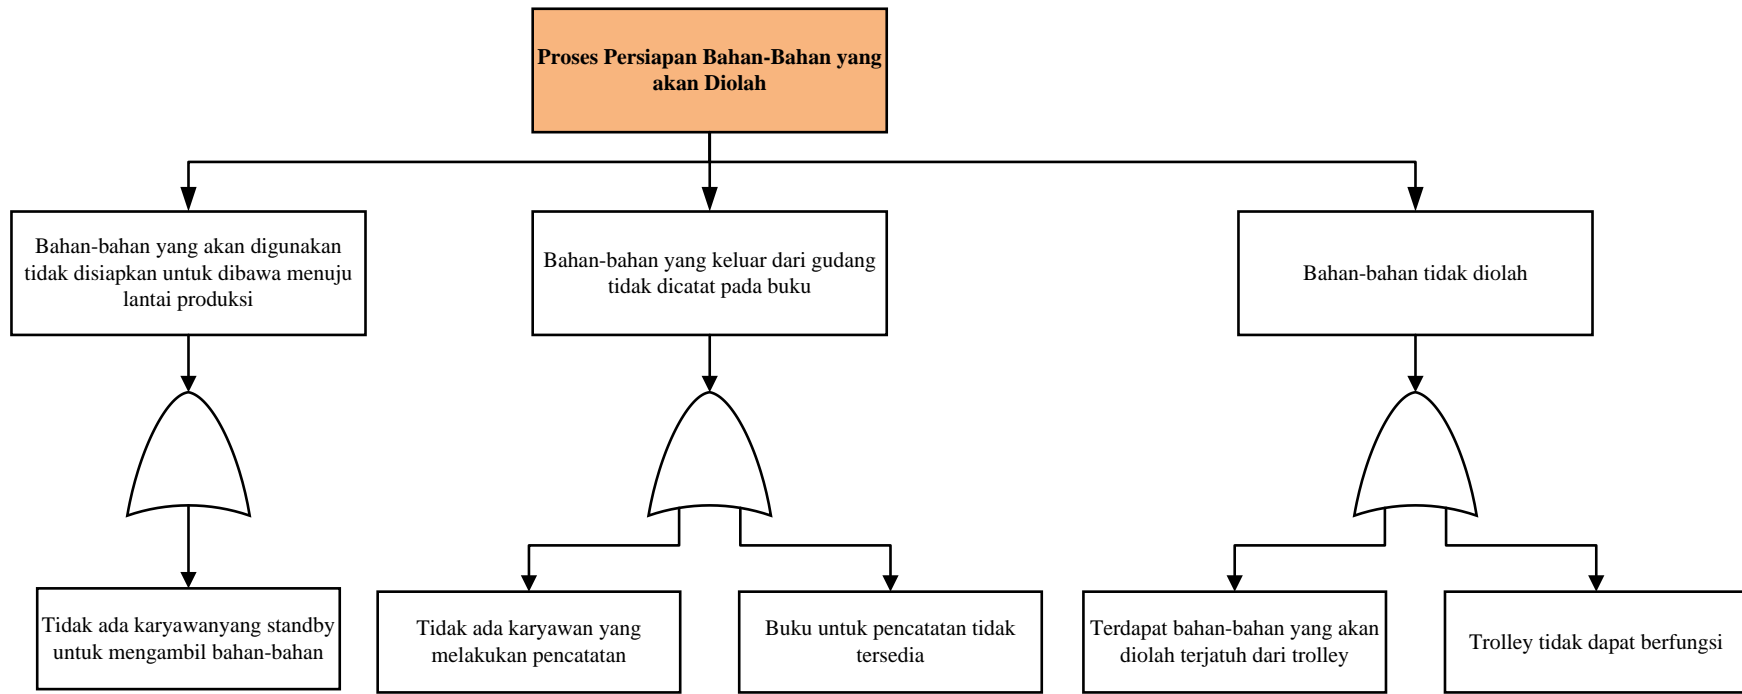 Proses Persiapan Bahan-Bahan yang
akan Diolah
Bahan-bahan yang akan digunakan
tidak disiapkan untuk dibawa menuju
lantai produksi
Bahan-bahan yang keluar dari gudang
tidak dicatat pada buku
Bahan-bahan tidak diolah
Tidak ada karyawanyang standby
untuk mengambil bahan-bahan
Tidak ada karyawan yang
melakukan pencatatan
Buku untuk pencatatan tidak
tersedia
Terdapat bahan-bahan yang akan
diolah terjatuh dari trolley
Trolley tidak dapat berfungsi